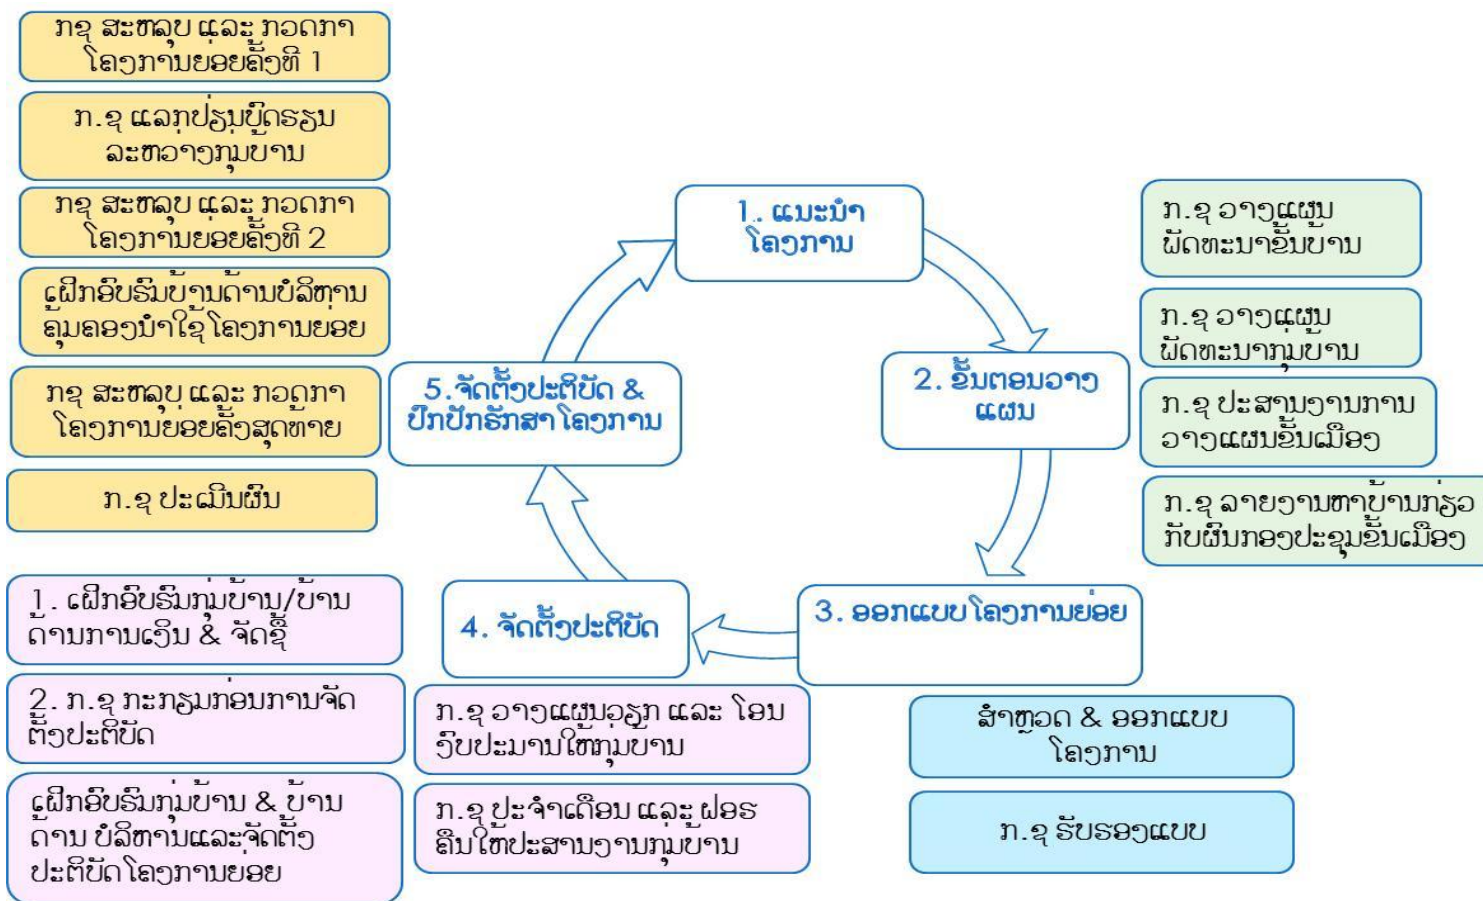 ກຊ ສະຫລຸບ ແລະ ກວດກາ
ໂຄງການຍ່ອຍຄັ້ງທີ 1
ກ.ຊ ແລກປ່ຽນບົດຮຽນ
ລະຫວ່າງກຸ່ມບ້ານ
ກຊ ສະຫລຸບ ແລະ ກວດກາ
ໂຄງການຍ່ອຍຄັ້ງທີ 2
ເຝິກອົບຮົມບ້ານດ້ານບໍລິຫານ
ຄຸ້ມຄອງນຳໃຊ້ໂຄງການຍ່ອຍ
ກຊ ສະຫລຸບ ແລະ ກວດກາ
ໂຄງການຍ່ອຍຄັ້ງສຸດທ້າຍ
ກ.ຊ ປະເມີນຜົນ
1. ແນະນຳ
ໂຄງການ
2. ຂັ້ນຕອນວາງ
ແຜນ
5.ຈັດຕັ້ງປະຕິບັດ &
ປົກປັກຮັກສາໂຄງການ
4. ຈັດຕັ້ງປະຕິບັດ
3. ອອກແບບໂຄງການຍ່ອຍ
ກ.ຊ ວາງແຜນ
ພັດທະນາຂັ້ນບ້ານ
ກ.ຊ ວາງແຜນ
ພັດທະນາກຸ່ມບ້ານ
ກ.ຊ ປະສານງານການ
ວາງແຜນຂັ້ນເມືອງ
ກ.ຊ ລາຍງານຫາບ້ານກ່ຽວ
ກັບຜົນກອງປະຊຸມຂັ້ນເມືອງ
1. ເຝິກອົບຮົມກຸ່ມບ້ານ/ບ້ານ
ດ້ານການເງິນ & ຈັດຊື້
2. ກ.ຊ ກະກຽມກ່ອນການຈັດ
ຕັ້ງປະຕິບັດ
ເຝິກອົບຮົມກຸ່ມບ້ານ & ບ້ານ
ດ້ານ ບໍລິຫານແລະຈັດຕັ້ງ
ປະຕິບັດໂຄງການຍ່ອຍ
ກ.ຊ ວາງແຜນວຽກ ແລະ ໂອນ
ງົບປະມານໃຫ້ກຸ່ມບ້ານ
ກ.ຊ ປະຈຳເດືອນ ແລະ ຝອຮ
ຄືນໃຫ້ປະສານງານກຸ່ມບ້ານ
ສຳຫຼວດ & ອອກແບບ
ໂຄງການ
ກ.ຊ ຮັບຮອງແບບ